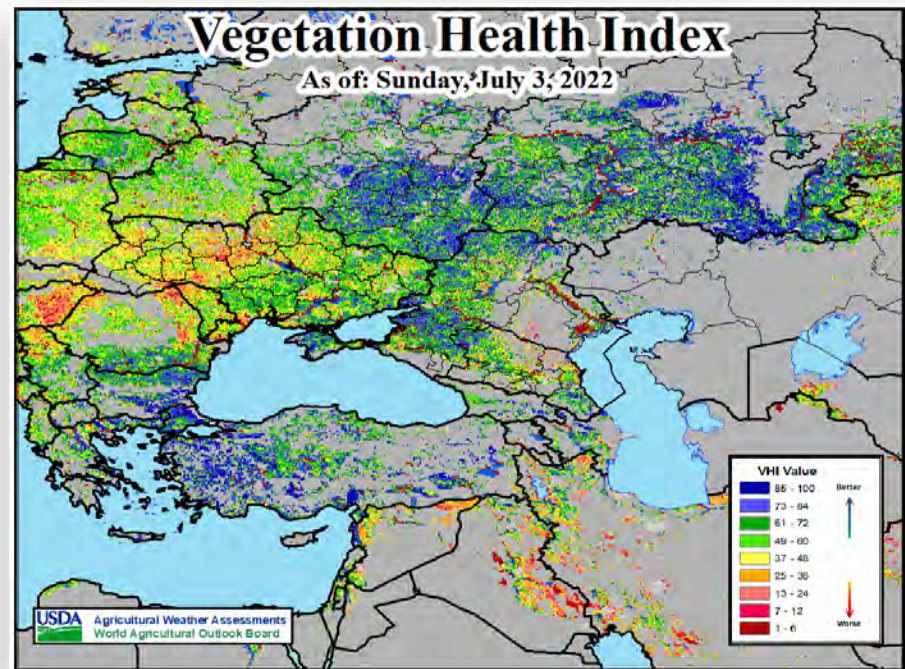 Vegetation Health Index
As of: Sunday, July 3, 2022
VHI Value
85 - 100
73 - 84
61 - 72
49 - 60
37 - 48
25 - 36
13 - 24
7 - 12
1 - 6
Better
Worse
USDA
Agricultural Weather Assessments
World Agricultural Outlook Board